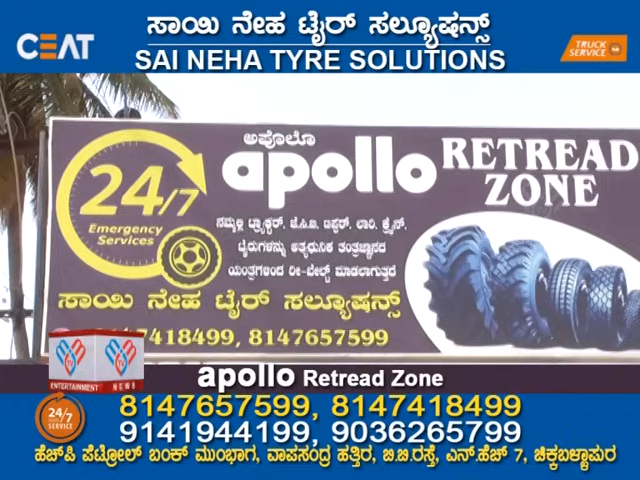 CEAT
ಸಾಯಿ ನೇಹ ಟೈರ್ ಸಲ್ಯೂಷನ್ಸ್
SAI NEHA TYRE SOLUTIONS
TRUCK
SERVICE
24/7
Emergency
Services
ಅಪೊಲೊ
apollo
RETREAD
ZONE
ನಮ್ಮಲ್ಲಿ ಟ್ರ್ಯಾಕ್ಟರ್, ಜೆ.ಸಿ.ಬಿ. ಟಿಪ್ಪರ್, ಲಾರಿ, ಕ್ರೈನ್,
ಟೈರುಗಳನ್ನು ಅತ್ಯಾಧುನಿಕ ತಂತ್ರಜ್ಞಾನದ
ಯಂತ್ರಗಳಿಂದ ರೀ-ಬೇಲ್ಟ್ ಮಾಡಲಾಗುತ್ತದೆ
ಸಾಯಿ ನೇಹ ಟೈರ್ ಸಲ್ಯೂಷನ್ಸ್
7418499, 8147657599
ENTERTAINMENT
NEWS
apollo Retread Zone
24/7
SERVICE
8147657599, 8147418499
9141944199, 9036265799
ಹೆಚ್‌ಪಿ ಪೆಟ್ರೋಲ್ ಬಂಕ್ ಮುಂಭಾಗ, ವಾಪಸಂದ್ರ ಹತ್ತಿರ, ಬಿ.ಬಿ.ರಸ್ತೆ, ಎನ್.ಹೆಚ್ 7, ಚಿಕ್ಕಬಳ್ಳಾಪುರ